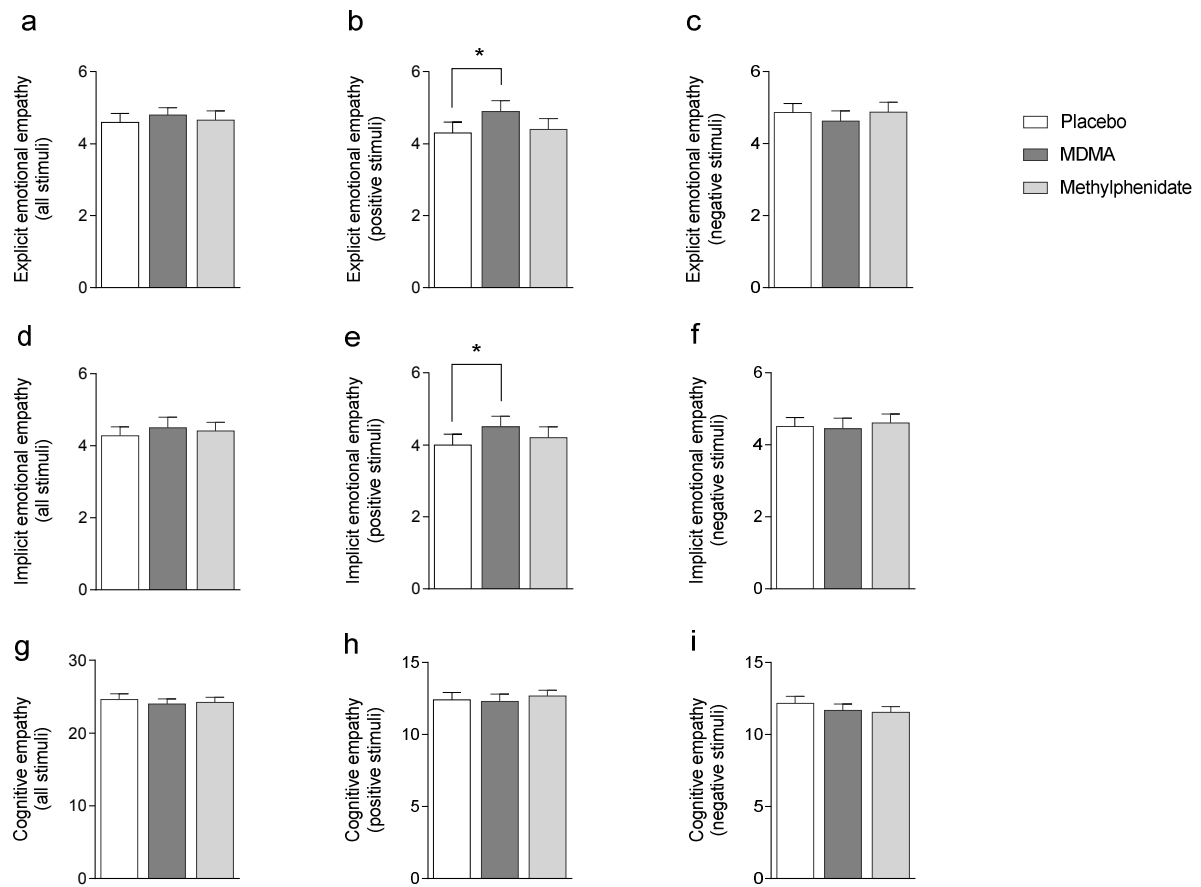 a
Explicit emotional empathy
(all stimuli)
6
4
2
0
b
*
Explicit emotional empathy
(positive stimuli)
6
4
2
0
c
Explicit emotional empathy
(negative stimuli)
6
4
2
0
Placebo
MDMA
Methylphenidate
d
Implicit emotional empathy
(all stimuli)
6
4
2
0
e
*
Implicit emotional empathy
(positive stimuli)
6
4
2
0
f
Implicit emotional empathy
(negative stimuli)
6
4
2
0
g
Cognitive empathy
(all stimuli)
30
20
10
0
h
Cognitive empathy
(positive stimuli)
15
10
5
0
i
Cognitive empathy
(negative stimuli)
15
10
5
0